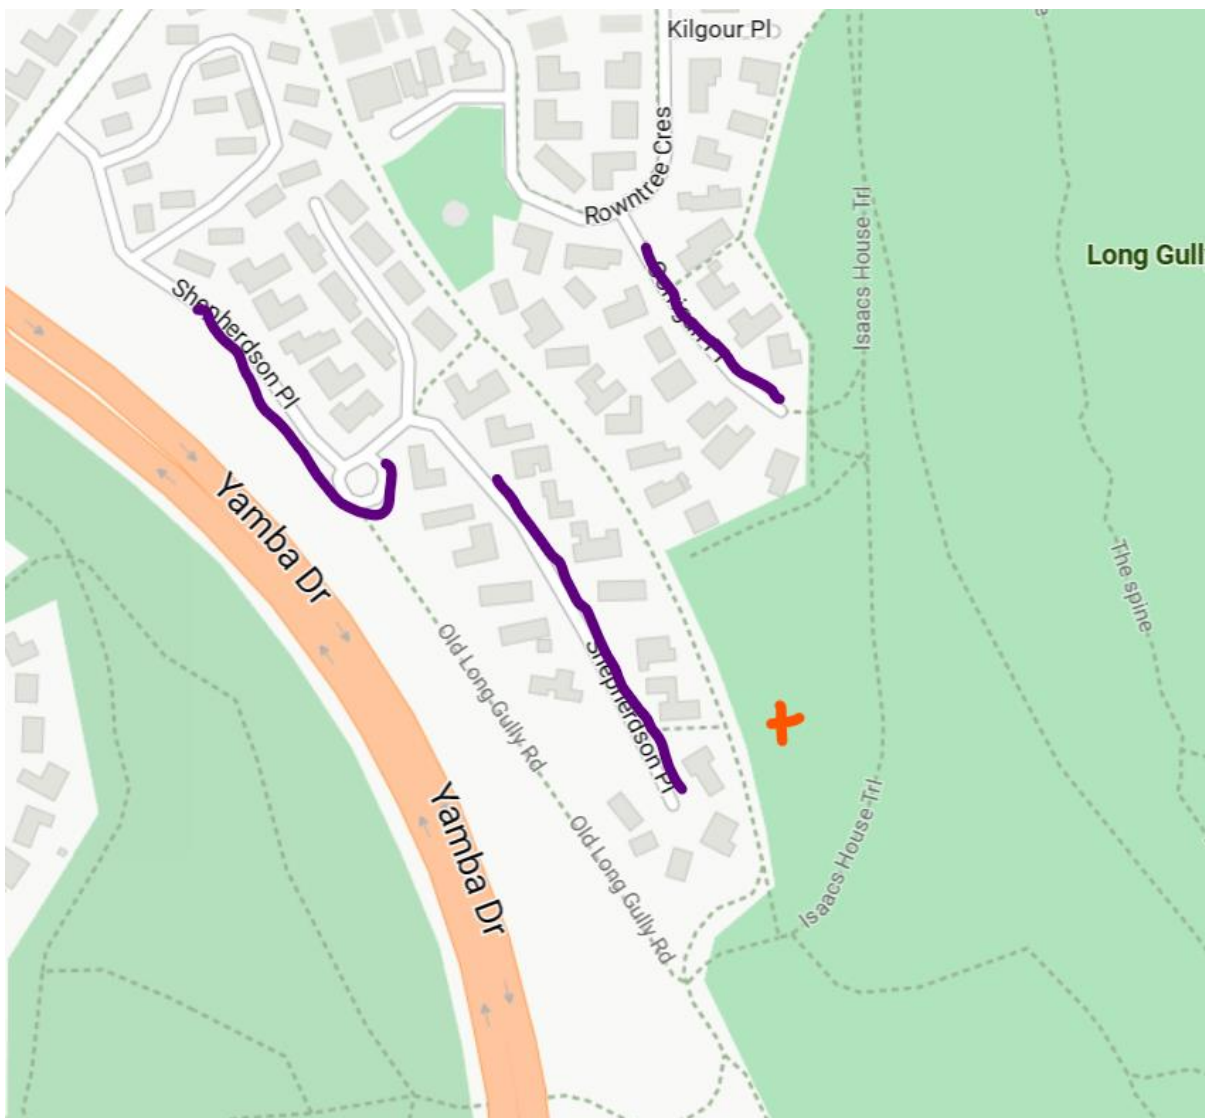 Kilgour Pl
Rowntree Cres
Isaacs House Trl
Long Gull
Shepherdson Pl
Yamba Dr
The spine
Old Long Gully Rd
Shepherdson Pl
Yamba Dr
Old Long Gully Rd
Isaacs House Trl